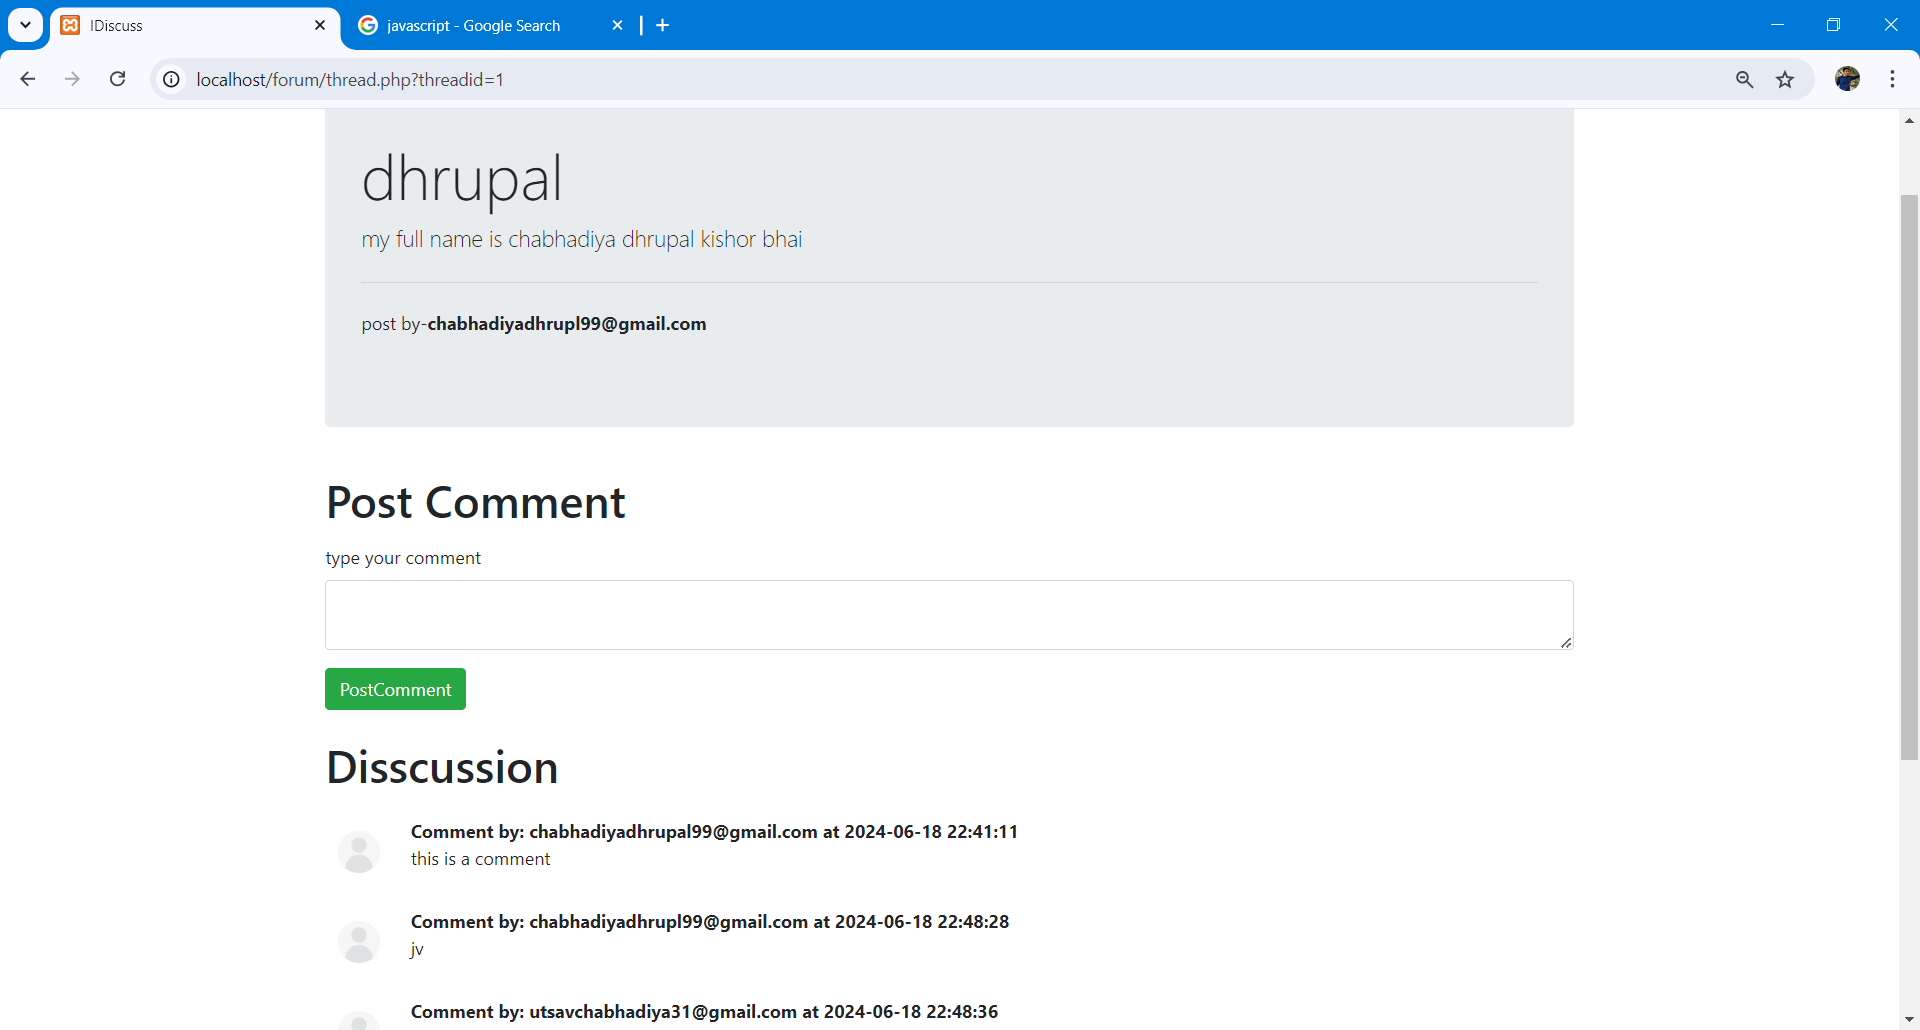 IDiscuss
javascript - Google Search
localhost/forum/thread.php?threadid=1
dhrupal
my full name is chabhadiya dhrupal kishor bhai
post by-chabhadiyadhrupl99@gmail.com
Post Comment
type your comment
PostComment
Disscussion
Comment by: chabhadiyadhrupal99@gmail.com at 2024-06-18 22:41:11
this is a comment
Comment by: chabhadiyadhrupl99@gmail.com at 2024-06-18 22:48:28
jv
Comment by: utsavchabhadiya31@gmail.com at 2024-06-18 22:48:36